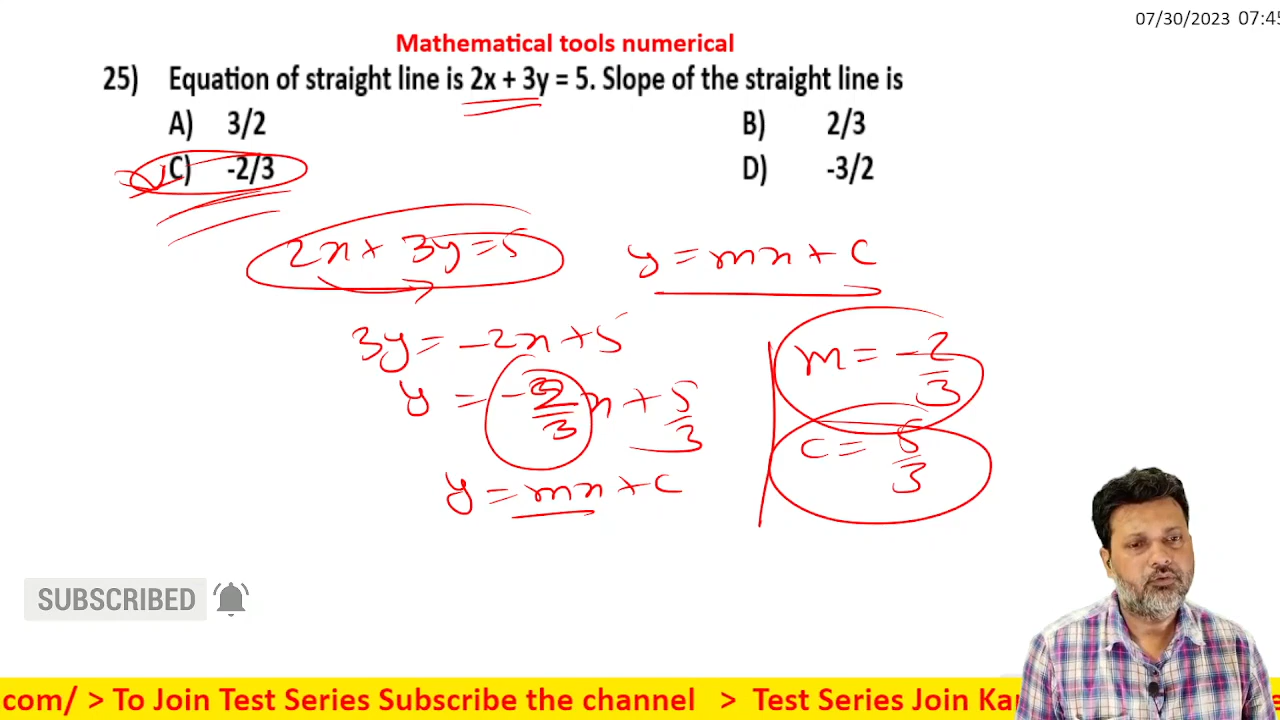 07/30/2023 07:45
Mathematical tools numerical
25) Equation of straight line is 2x + 3y = 5. Slope of the straight line is
A) 3/2 B) 2/3
C) -2/3 D) -3/2
2x + 3y = 5 y = mx + c
3y = -2x + 5 m = -2/3
y = -2/3 x + 5/3 c = 5/3
y = mx + c
SUBSCRIBED
com/ > To Join Test Series Subscribe the channel > Test Series Join